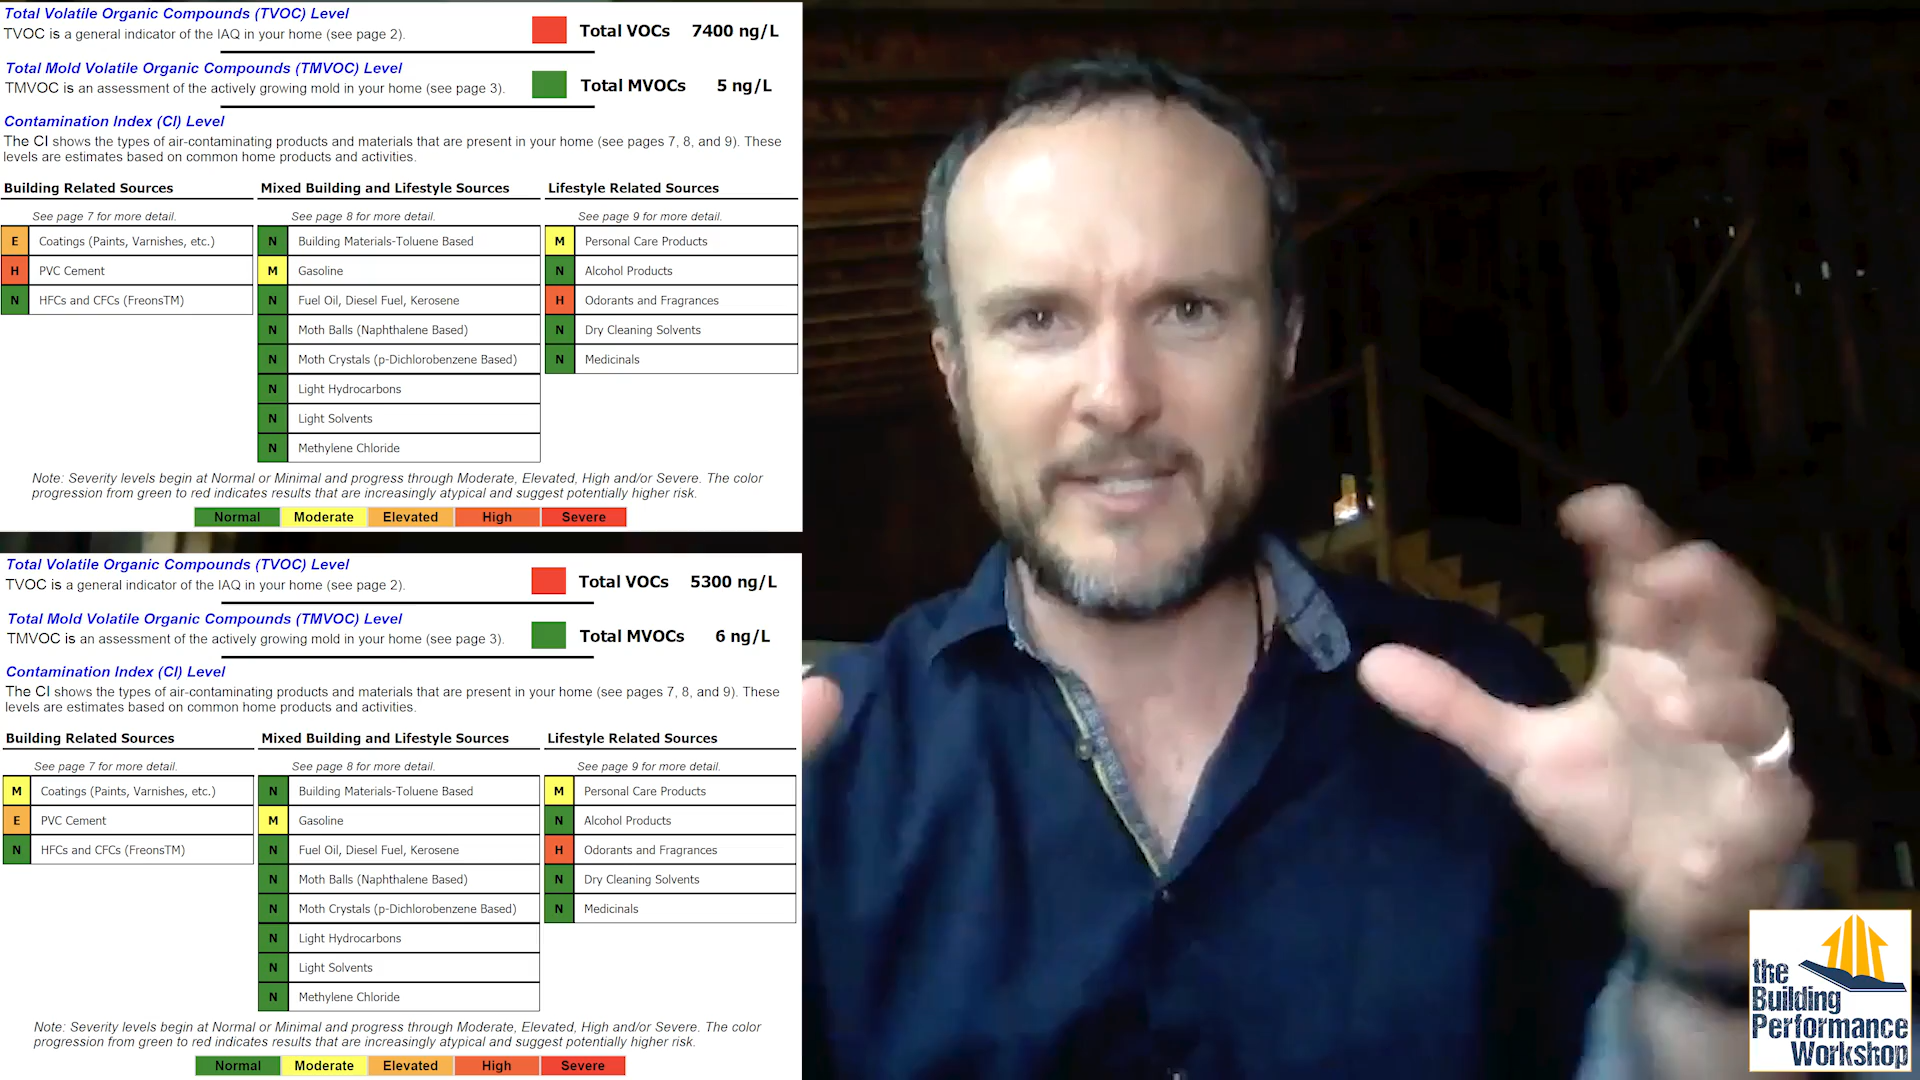 Total Volatile Organic Compounds (TVOC) Level
TVOC is a general indicator of the IAQ in your home (see page 2).
Total VOCs 7400 ng/L
Total Mold Volatile Organic Compounds (TMVOC) Level
TMVOC is an assessment of the actively growing mold in your home (see page 3).
Total MVOCs 5 ng/L
Contamination Index (CI) Level
The CI shows the types of air-contaminating products and materials that are present in your home (see pages 7, 8, and 9). These
levels are estimates based on common home products and activities.
Building Related Sources
See page 7 for more detail.
E Coatings (Paints, Varnishes, etc.)
H PVC Cement
N HFCs and CFCs (FreonsTM)
Mixed Building and Lifestyle Sources
See page 8 for more detail.
N Building Materials-Toluene Based
M Gasoline
N Fuel Oil, Diesel Fuel, Kerosene
N Moth Balls (Naphthalene Based)
N Moth Crystals (p-Dichlorobenzene Based)
N Light Hydrocarbons
N Light Solvents
N Methylene Chloride
Lifestyle Related Sources
See page 9 for more detail.
M Personal Care Products
N Alcohol Products
H Odorants and Fragrances
N Dry Cleaning Solvents
N Medicinals
Note: Severity levels begin at Normal or Minimal and progress through Moderate, Elevated, High and/or Severe. The color
progression from green to red indicates results that are increasingly atypical and suggest potentially higher risk.
Normal Moderate Elevated High Severe
Total Volatile Organic Compounds (TVOC) Level
TVOC is a general indicator of the IAQ in your home (see page 2).
Total VOCs 5300 ng/L
Total Mold Volatile Organic Compounds (TMVOC) Level
TMVOC is an assessment of the actively growing mold in your home (see page 3).
Total MVOCs 6 ng/L
Contamination Index (CI) Level
The CI shows the types of air-contaminating products and materials that are present in your home (see pages 7, 8, and 9). These
levels are estimates based on common home products and activities.
Building Related Sources
See page 7 for more detail.
M Coatings (Paints, Varnishes, etc.)
E PVC Cement
N HFCs and CFCs (FreonsTM)
Mixed Building and Lifestyle Sources
See page 8 for more detail.
N Building Materials-Toluene Based
M Gasoline
N Fuel Oil, Diesel Fuel, Kerosene
N Moth Balls (Naphthalene Based)
N Moth Crystals (p-Dichlorobenzene Based)
N Light Hydrocarbons
N Light Solvents
N Methylene Chloride
Lifestyle Related Sources
See page 9 for more detail.
M Personal Care Products
N Alcohol Products
H Odorants and Fragrances
N Dry Cleaning Solvents
N Medicinals
Note: Severity levels begin at Normal or Minimal and progress through Moderate, Elevated, High and/or Severe. The color
progression from green to red indicates results that are increasingly atypical and suggest potentially higher risk.
Normal Moderate Elevated High Severe
the
Building
Performance
Workshop